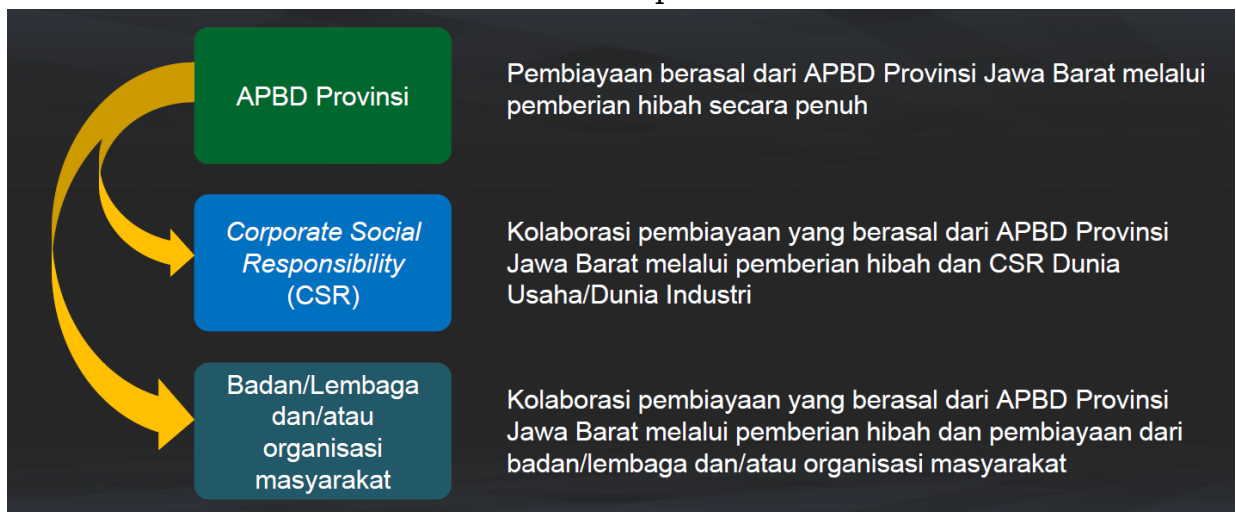 APBD Provinsi
Pembiayaan berasal dari APBD Provinsi Jawa Barat melalui
pemberian hibah secara penuh
Corporate Social
Responsibility
(CSR)
Kolaborasi pembiayaan yang berasal dari APBD Provinsi
Jawa Barat melalui pemberian hibah dan CSR Dunia
Usaha/Dunia Industri
Badan/Lembaga
dan/atau
organisasi
masyarakat
Kolaborasi pembiayaan yang berasal dari APBD Provinsi
Jawa Barat melalui pemberian hibah dan pembiayaan dari
badan/lembaga dan/atau organisasi masyarakat